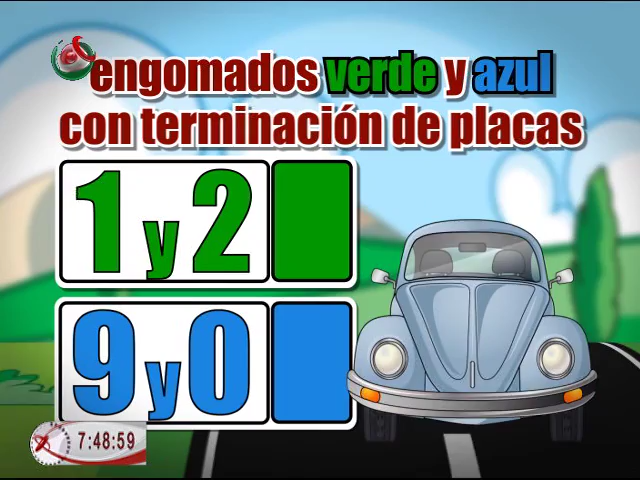 engomados verde y azul
con terminación de placas
1 y 2
9 y 0
7:48:59